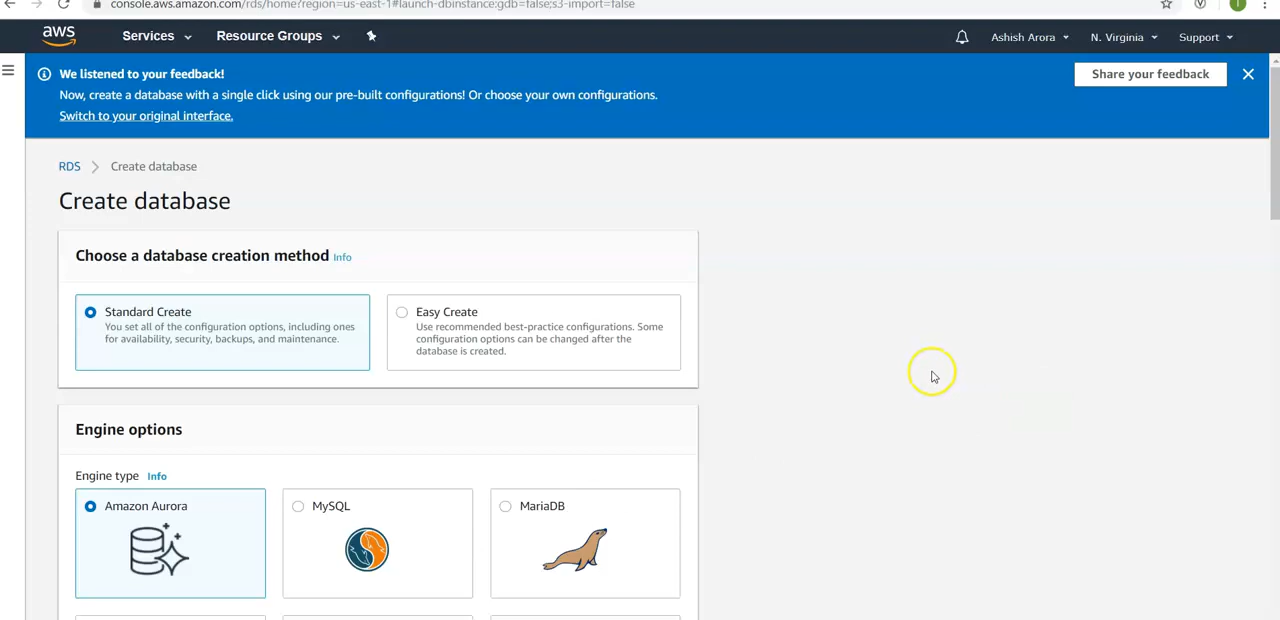 console.aws.amazon.com/rds/home?region=us-east-1#launch-dbinstance:gdb=false;s3-import=false
aws
Services
Resource Groups
Ashish Arora
N. Virginia
Support
We listened to your feedback!
Now, create a database with a single click using our pre-built configurations! Or choose your own configurations.
Switch to your original interface.
Share your feedback
RDS
Create database
Create database
Choose a database creation method Info
Standard Create
You set all of the configuration options, including ones
for availability, security, backups, and maintenance.
Easy Create
Use recommended best-practice configurations. Some
configuration options can be changed after the
database is created.
Engine options
Engine type Info
Amazon Aurora
MySQL
MariaDB